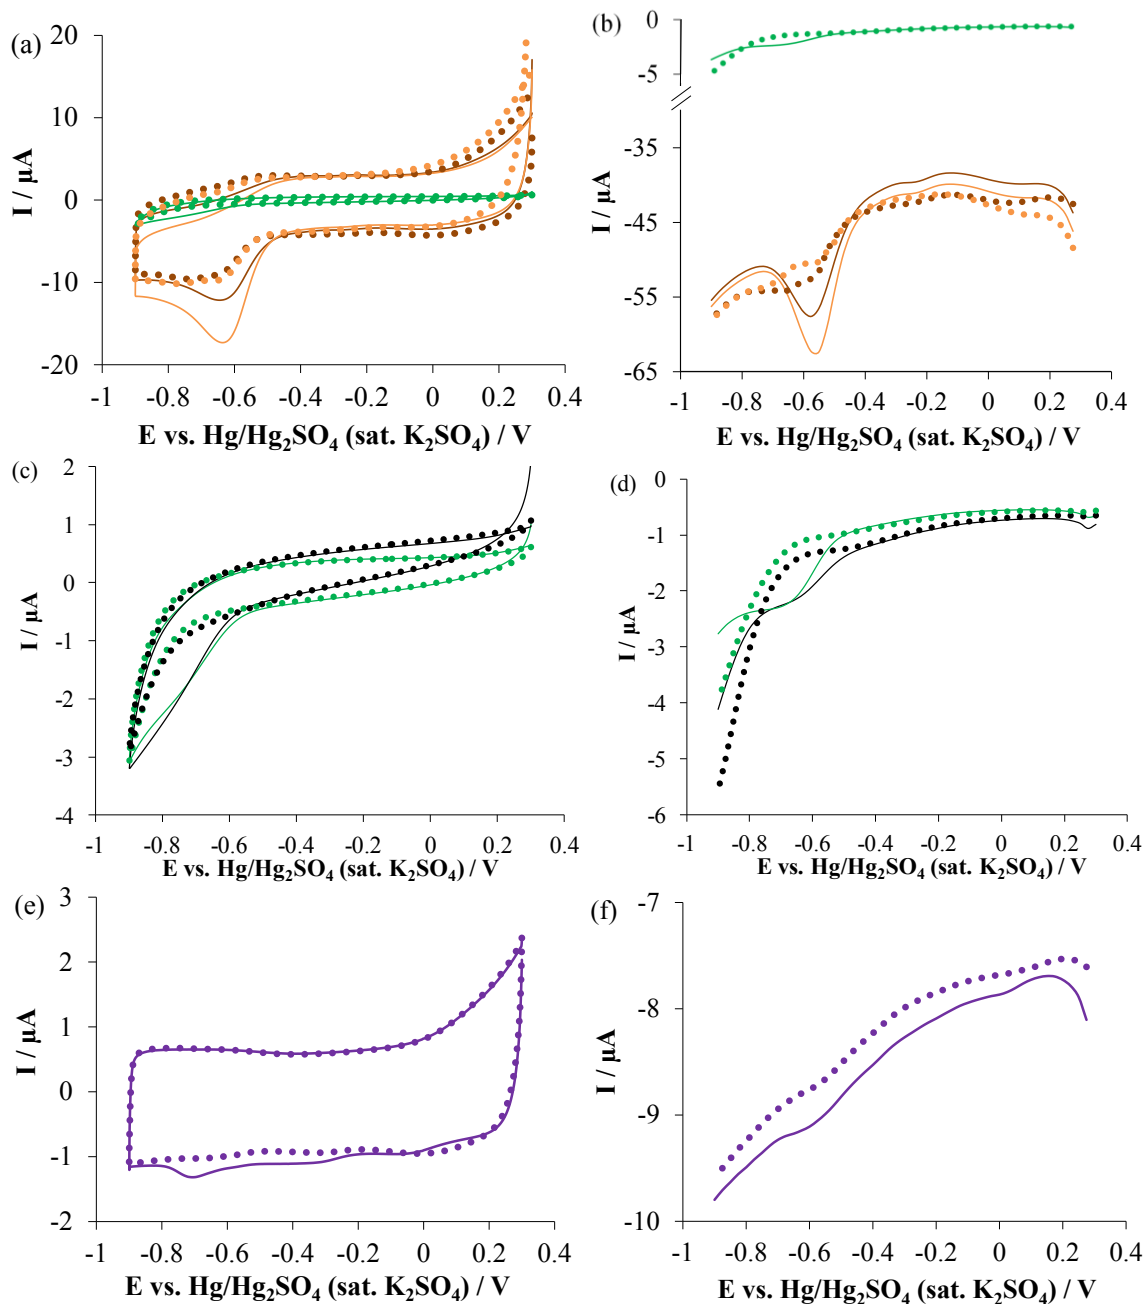 (a)
20
10
0
-10
-20
I / µA
-1 -0.8 -0.6 -0.4 -0.2 0 0.2 0.4
E vs. Hg/Hg₂SO₄ (sat. K₂SO₄) / V
(b)
0
-5
-35
-45
-55
-65
I / µA
-1 -0.8 -0.6 -0.4 -0.2 0 0.2 0.4
E vs. Hg/Hg₂SO₄ (sat. K₂SO₄) / V
(c)
2
1
0
-1
-2
-3
-4
I / µA
-1 -0.8 -0.6 -0.4 -0.2 0 0.2 0.4
E vs. Hg/Hg₂SO₄ (sat. K₂SO₄) / V
(d)
0
-1
-2
-3
-4
-5
-6
I / µA
-1 -0.8 -0.6 -0.4 -0.2 0 0.2 0.4
E vs. Hg/Hg₂SO₄ (sat. K₂SO₄) / V
(e)
3
2
1
0
-1
-2
I / µA
-1 -0.8 -0.6 -0.4 -0.2 0 0.2 0.4
E vs. Hg/Hg₂SO₄ (sat. K₂SO₄) / V
(f)
-7
-8
-9
-10
I / µA
-1 -0.8 -0.6 -0.4 -0.2 0 0.2 0.4
E vs. Hg/Hg₂SO₄ (sat. K₂SO₄) / V